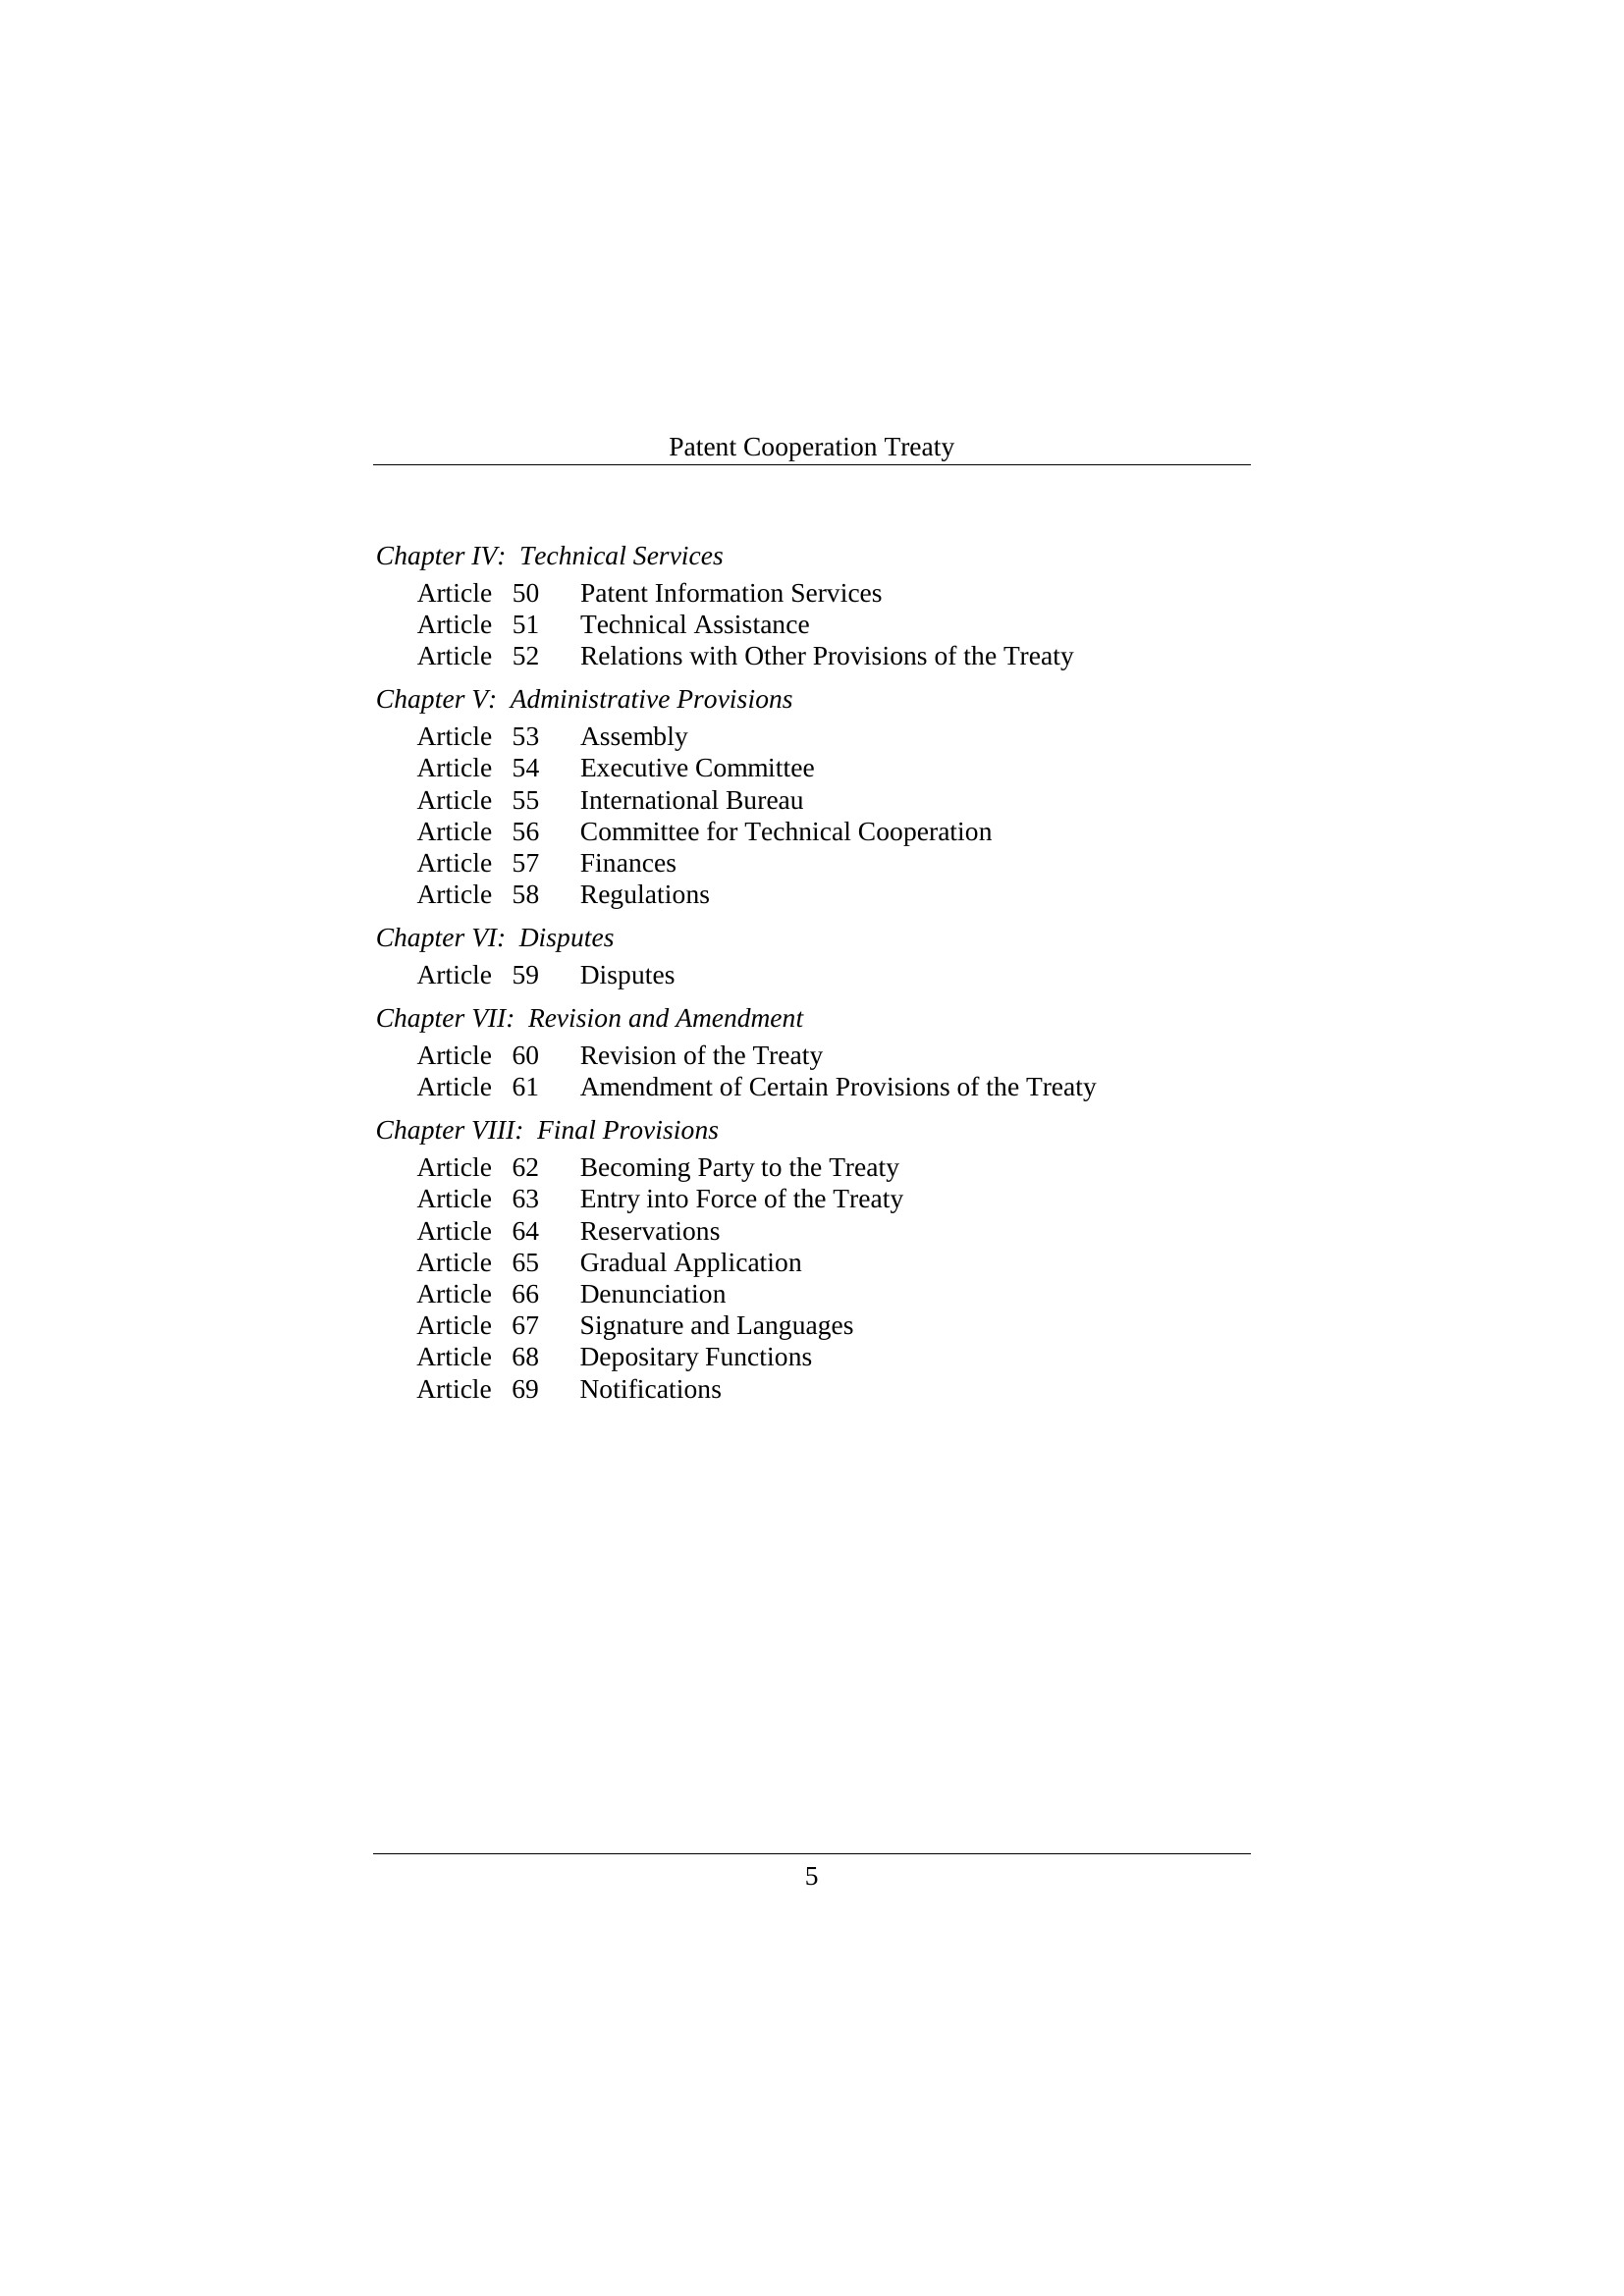 Patent Cooperation Treaty
Chapter IV:  Technical Services
Article 50 Patent Information Services
Article 51 Technical Assistance
Article 52 Relations with Other Provisions of the Treaty
Chapter V:  Administrative Provisions
Article 53 Assembly
Article 54 Executive Committee
Article 55 International Bureau
Article 56 Committee for Technical Cooperation
Article 57 Finances
Article 58 Regulations
Chapter VI:  Disputes
Article 59 Disputes
Chapter VII:  Revision and Amendment
Article 60 Revision of the Treaty
Article 61 Amendment of Certain Provisions of the Treaty
Chapter VIII:  Final Provisions
Article 62 Becoming Party to the Treaty
Article 63 Entry into Force of the Treaty
Article 64 Reservations
Article 65 Gradual Application
Article 66 Denunciation
Article 67 Signature and Languages
Article 68 Depositary Functions
Article 69 Notifications
5